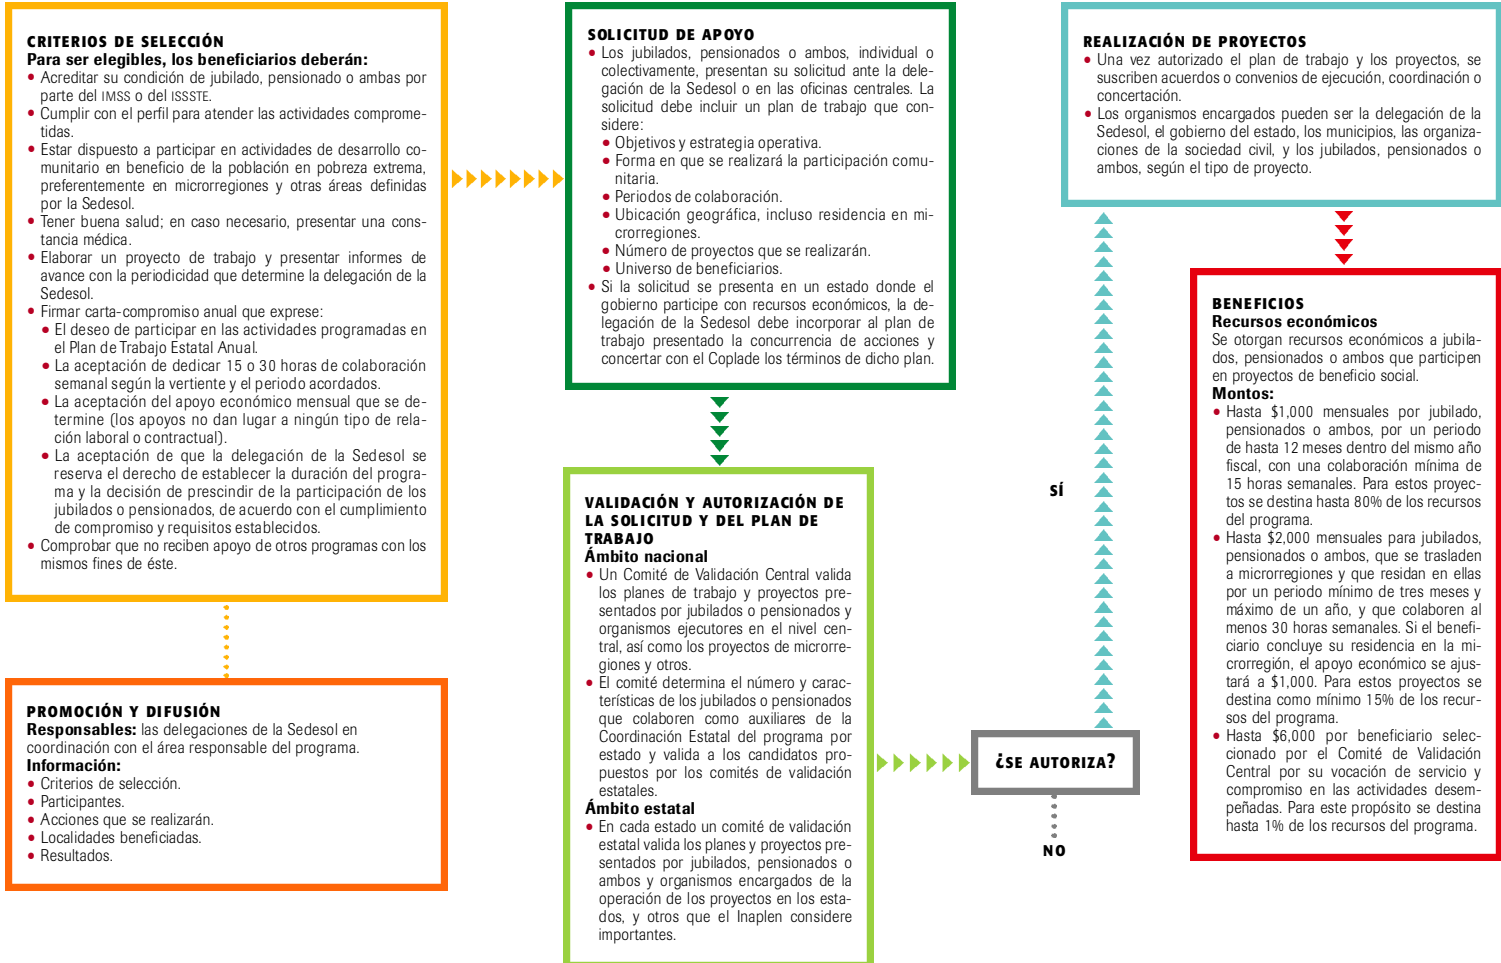 CRITERIOS DE SELECCIÓN
Para ser elegibles, los beneficiarios deberán:
• Acreditar su condición de jubilado, pensionado o ambas por
parte del IMSS o del ISSSTE.
• Cumplir con el perfil para atender las actividades comprome-
tidas.
• Estar dispuesto a participar en actividades de desarrollo co-
munitario en beneficio de la población en pobreza extrema,
preferentemente en microrregiones y otras áreas definidas
por la Sedesol.
• Tener buena salud; en caso necesario, presentar una cons-
tancia médica.
• Elaborar un proyecto de trabajo y presentar informes de
avance con la periodicidad que determine la delegación de la
Sedesol.
• Firmar carta-compromiso anual que exprese:
• El deseo de participar en las actividades programadas en
el Plan de Trabajo Estatal Anual.
• La aceptación de dedicar 15 o 30 horas de colaboración
semanal según la vertiente y el periodo acordados.
• La aceptación del apoyo económico mensual que se de-
termine (los apoyos no dan lugar a ningún tipo de rela-
ción laboral o contractual).
• La aceptación de que la delegación de la Sedesol se
reserva el derecho de establecer la duración del progra-
ma y la decisión de prescindir de la participación de los
jubilados o pensionados, de acuerdo con el cumplimiento
de compromiso y requisitos establecidos.
• Comprobar que no reciben apoyo de otros programas con los
mismos fines de éste.
PROMOCIÓN Y DIFUSIÓN
Responsables: las delegaciones de la Sedesol en
coordinación con el área responsable del programa.
Información:
• Criterios de selección.
• Participantes.
• Acciones que se realizarán.
• Localidades beneficiadas.
• Resultados.
SOLICITUD DE APOYO
• Los jubilados, pensionados o ambos, individual o
colectivamente, presentan su solicitud ante la dele-
gación de la Sedesol o en las oficinas centrales. La
solicitud debe incluir un plan de trabajo que con-
sidere:
• Objetivos y estrategia operativa.
• Forma en que se realizará la participación comu-
nitaria.
• Periodos de colaboración.
• Ubicación geográfica, incluso residencia en mi-
crorregiones.
• Número de proyectos que se realizarán.
• Universo de beneficiarios.
• Si la solicitud se presenta en un estado donde el
gobierno participe con recursos económicos, la de-
legación de la Sedesol debe incorporar al plan de
trabajo presentado la concurrencia de acciones y
concertar con el Coplade los términos de dicho plan.
VALIDACIÓN Y AUTORIZACIÓN DE
LA SOLICITUD Y DEL PLAN DE
TRABAJO
Ámbito nacional
• Un Comité de Validación Central valida
los planes de trabajo y proyectos pre-
sentados por jubilados o pensionados y
organismos ejecutores en el nivel cen-
tral, así como los proyectos de microrre-
giones y otros.
• El comité determina el número y carac-
terísticas de los jubilados o pensionados
que colaboren como auxiliares de la
Coordinación Estatal del programa por
estado y valida a los candidatos pro-
puestos por los comités de validación
estatales.
Ámbito estatal
• En cada estado un comité de validación
estatal valida los planes y proyectos pre-
sentados por jubilados, pensionados o
ambos y organismos encargados de la
operación de los proyectos en los esta-
dos, y otros que el Inaplen considere
importantes.
¿SE AUTORIZA?
SÍ
NO
REALIZACIÓN DE PROYECTOS
• Una vez autorizado el plan de trabajo y los proyectos, se
suscriben acuerdos o convenios de ejecución, coordinación o
concertación.
• Los organismos encargados pueden ser la delegación de la
Sedesol, el gobierno del estado, los municipios, las organiza-
ciones de la sociedad civil, y los jubilados, pensionados o
ambos, según el tipo de proyecto.
BENEFICIOS
Recursos económicos
Se otorgan recursos económicos a jubila-
dos, pensionados o ambos que participen
en proyectos de beneficio social.
Montos:
• Hasta $1,000 mensuales por jubilado,
pensionados o ambos, por un periodo
de hasta 12 meses dentro del mismo año
fiscal, con una colaboración mínima de
15 horas semanales. Para estos proyec-
tos se destina hasta 80% de los recursos
del programa.
• Hasta $2,000 mensuales para jubilados,
pensionados o ambos, que se trasladen
a microrregiones y que residan en ellas
por un periodo mínimo de tres meses y
máximo de un año, y que colaboren al
menos 30 horas semanales. Si el benefi-
ciario concluye su residencia en la mi-
crorregión, el apoyo económico se ajus-
tará a $1,000. Para estos proyectos se
destina como mínimo 15% de los recur-
sos del programa.
• Hasta $6,000 por beneficiario selec-
cionado por el Comité de Validación
Central por su vocación de servicio y
compromiso en las actividades desem-
peñadas. Para este propósito se destina
hasta 1% de los recursos del programa.